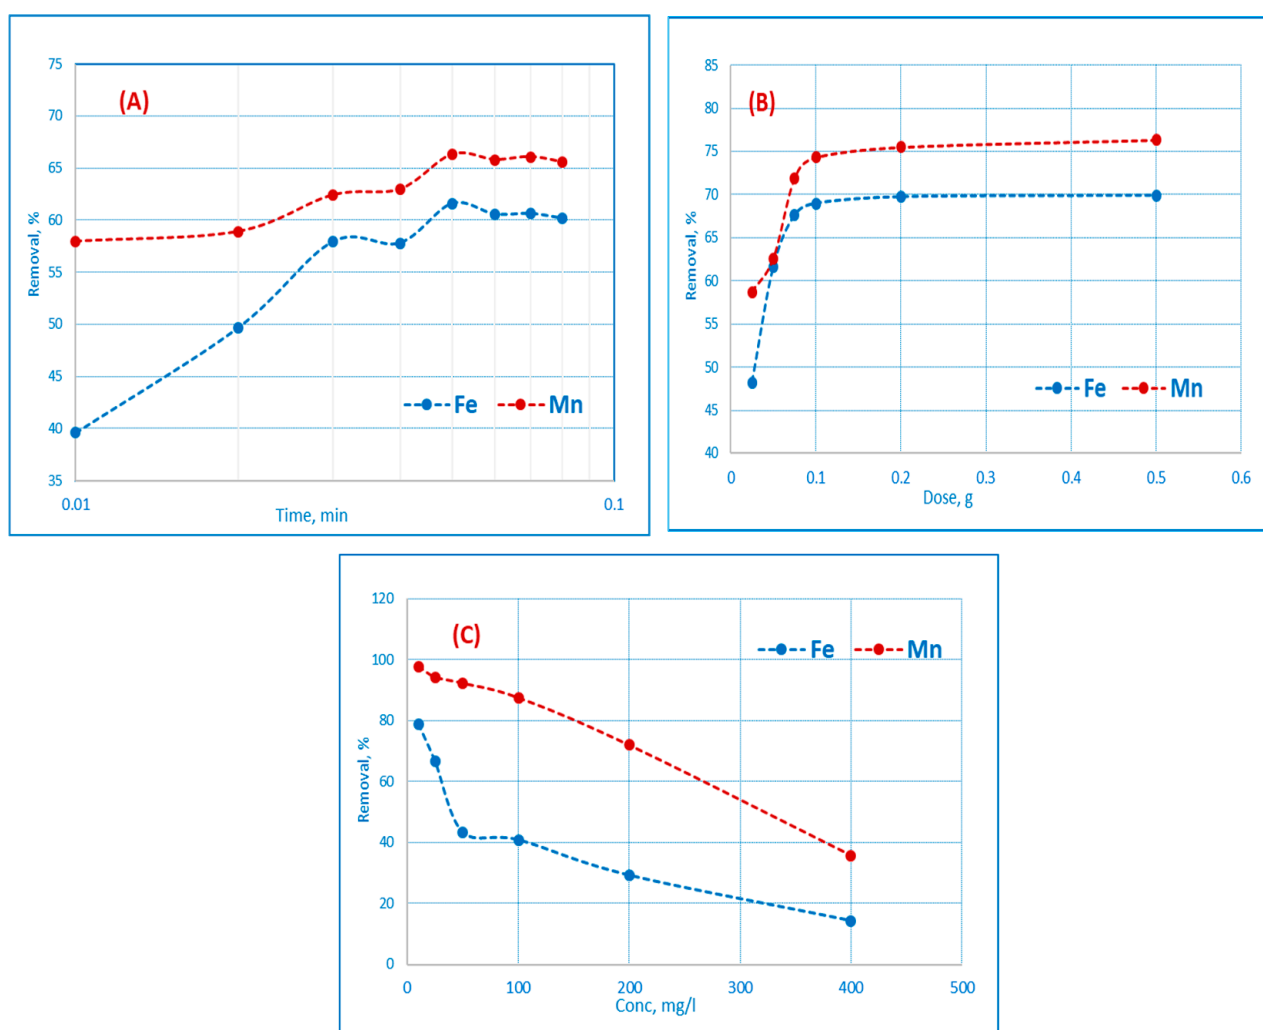 (A)
Removal, %
75
70
65
60
55
50
45
40
35
0.01
0.1
Time, min
Fe
Mn
(B)
Removal, %
85
80
75
70
65
60
55
50
45
40
0
0.1
0.2
0.3
0.4
0.5
0.6
Dose, g
Fe
Mn
(C)
Removal, %
120
100
80
60
40
20
0
0
100
200
300
400
500
Conc, mg/l
Fe
Mn